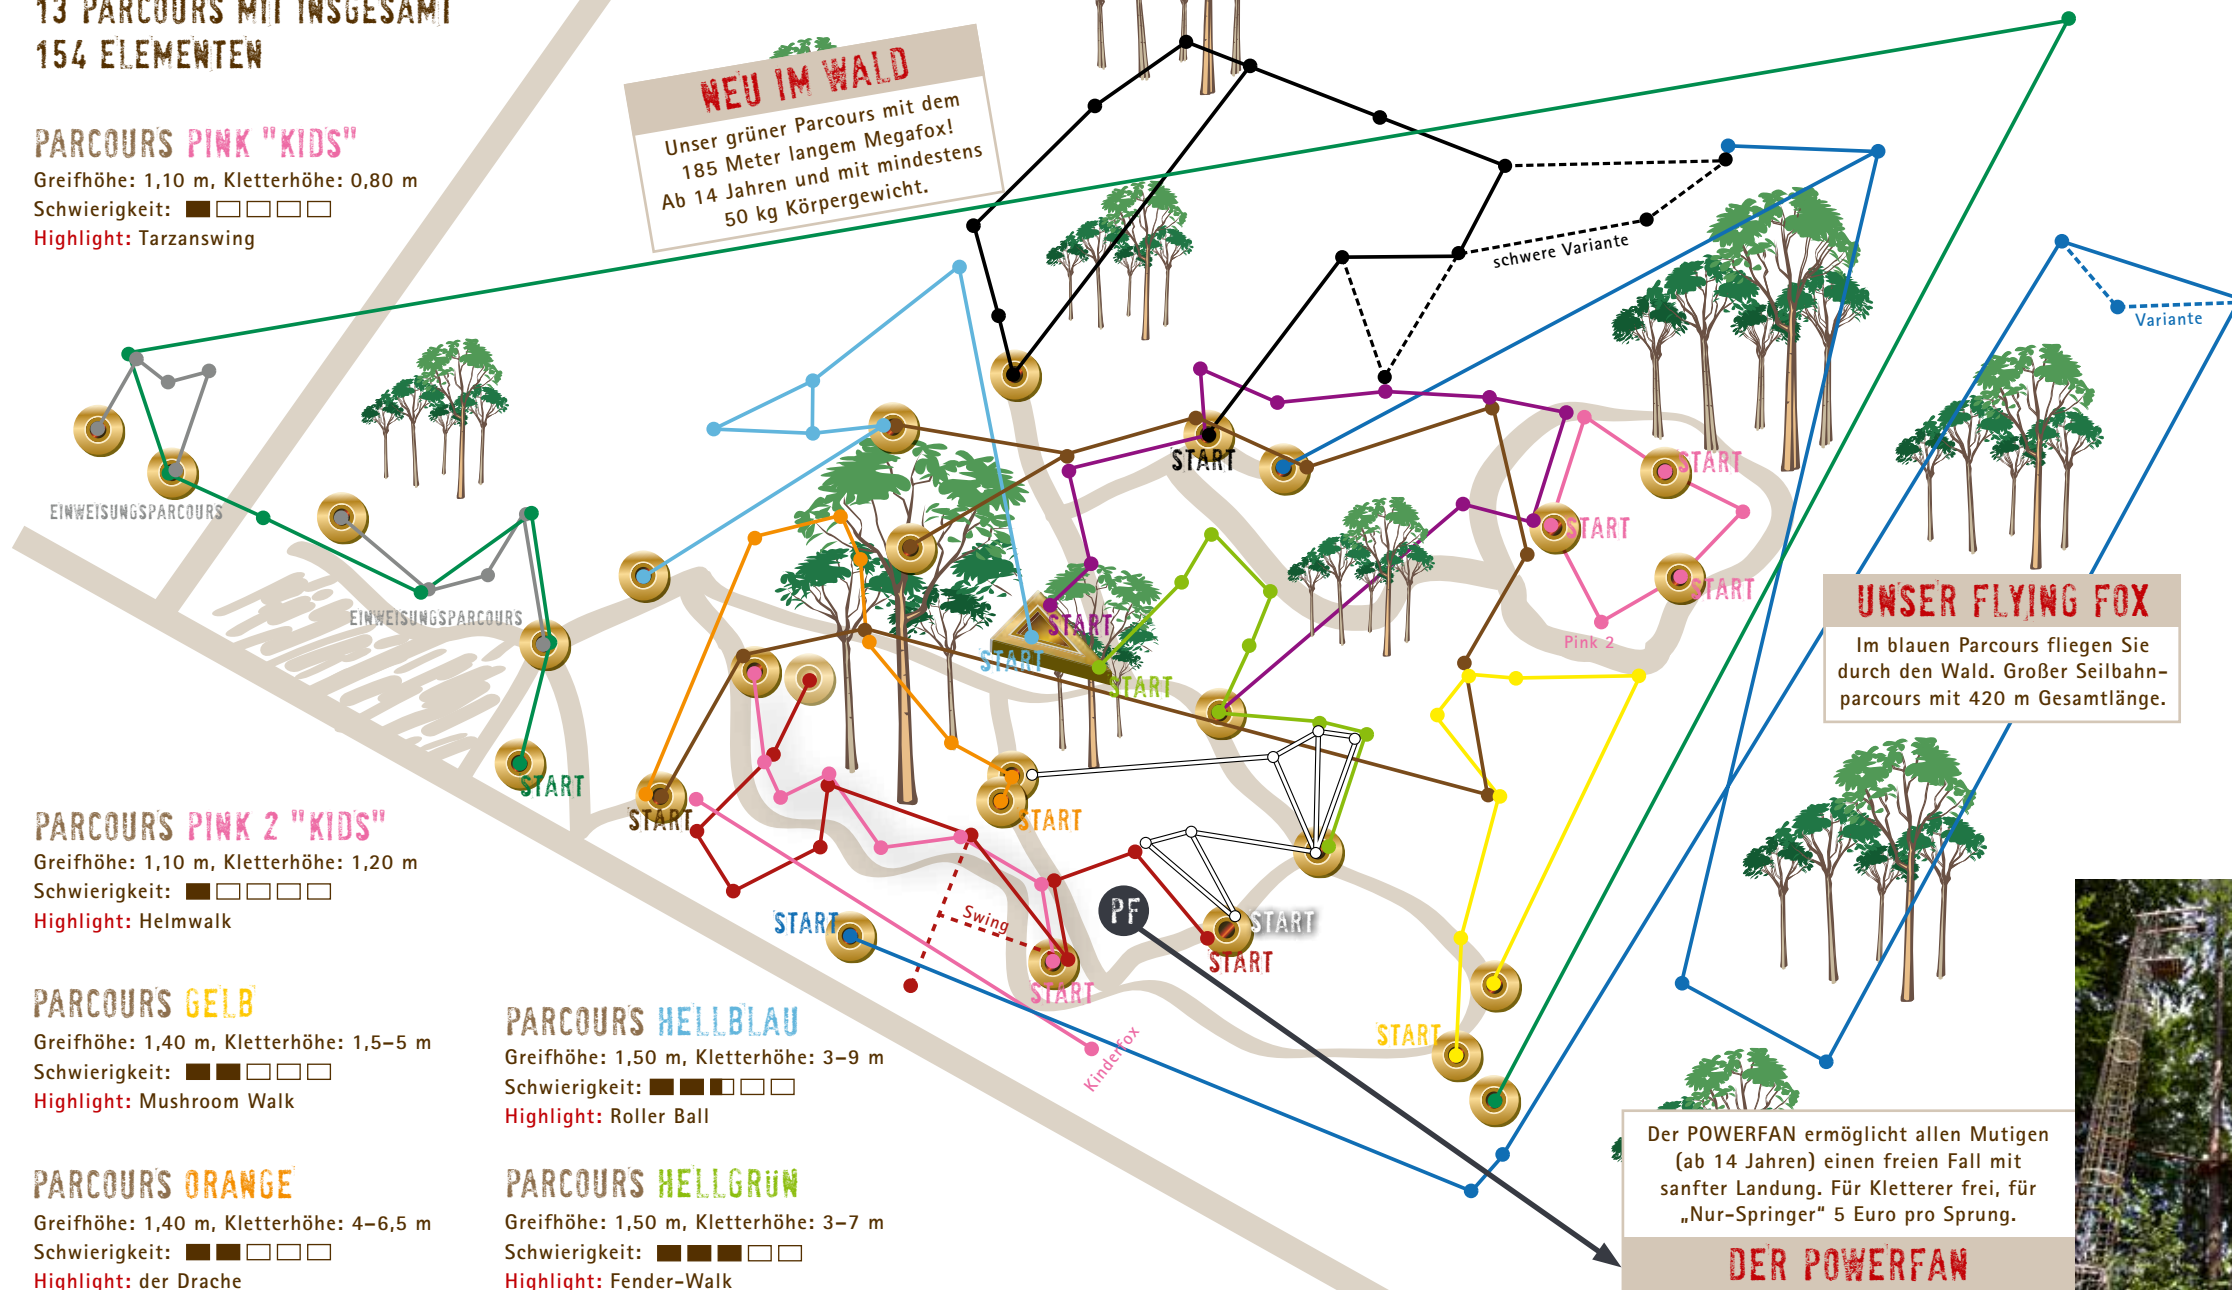 13 PARCOURS MIT INSGESAMT
154 ELEMENTEN
PARCOURS PINK "KIDS"
Greifhöhe: 1,10 m, Kletterhöhe: 0,80 m
Schwierigkeit:
Highlight: Tarzanswing
NEU IM WALD
Unser grüner Parcours mit dem
185 Meter langem Megafox!
Ab 14 Jahren und mit mindestens
50 kg Körpergewicht.
schwere Variante
Variante
START
START
START
START
EINWEISUNGSPARCOURS
EINWEISUNGSPARCOURS
START
START
START
Pink 2
UNSER FLYING FOX
Im blauen Parcours fliegen Sie
durch den Wald. Großer Seilbahn-
parcours mit 420 m Gesamtlänge.
START
START
START
PARCOURS PINK 2 "KIDS"
Greifhöhe: 1,10 m, Kletterhöhe: 1,20 m
Schwierigkeit:
Highlight: Helmwalk
START
Swing
PF
START
START
START
START
Kinderfox
PARCOURS GELB
Greifhöhe: 1,40 m, Kletterhöhe: 1,5–5 m
Schwierigkeit:
Highlight: Mushroom Walk
PARCOURS HELLBLAU
Greifhöhe: 1,50 m, Kletterhöhe: 3–9 m
Schwierigkeit:
Highlight: Roller Ball
PARCOURS ORANGE
Greifhöhe: 1,40 m, Kletterhöhe: 4–6,5 m
Schwierigkeit:
Highlight: der Drache
PARCOURS HELLGRÜN
Greifhöhe: 1,50 m, Kletterhöhe: 3–7 m
Schwierigkeit:
Highlight: Fender-Walk
Der POWERFAN ermöglicht allen Mutigen
(ab 14 Jahren) einen freien Fall mit
sanfter Landung. Für Kletterer frei, für
„Nur-Springer“ 5 Euro pro Sprung.
DER POWERFAN